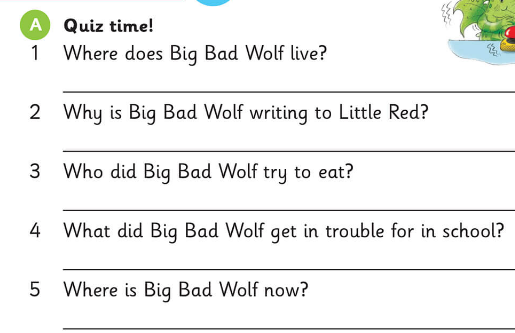 A Quiz time!
1 Where does Big Bad Wolf live?
2 Why is Big Bad Wolf writing to Little Red?
3 Who did Big Bad Wolf try to eat?
4 What did Big Bad Wolf get in trouble for in school?
5 Where is Big Bad Wolf now?